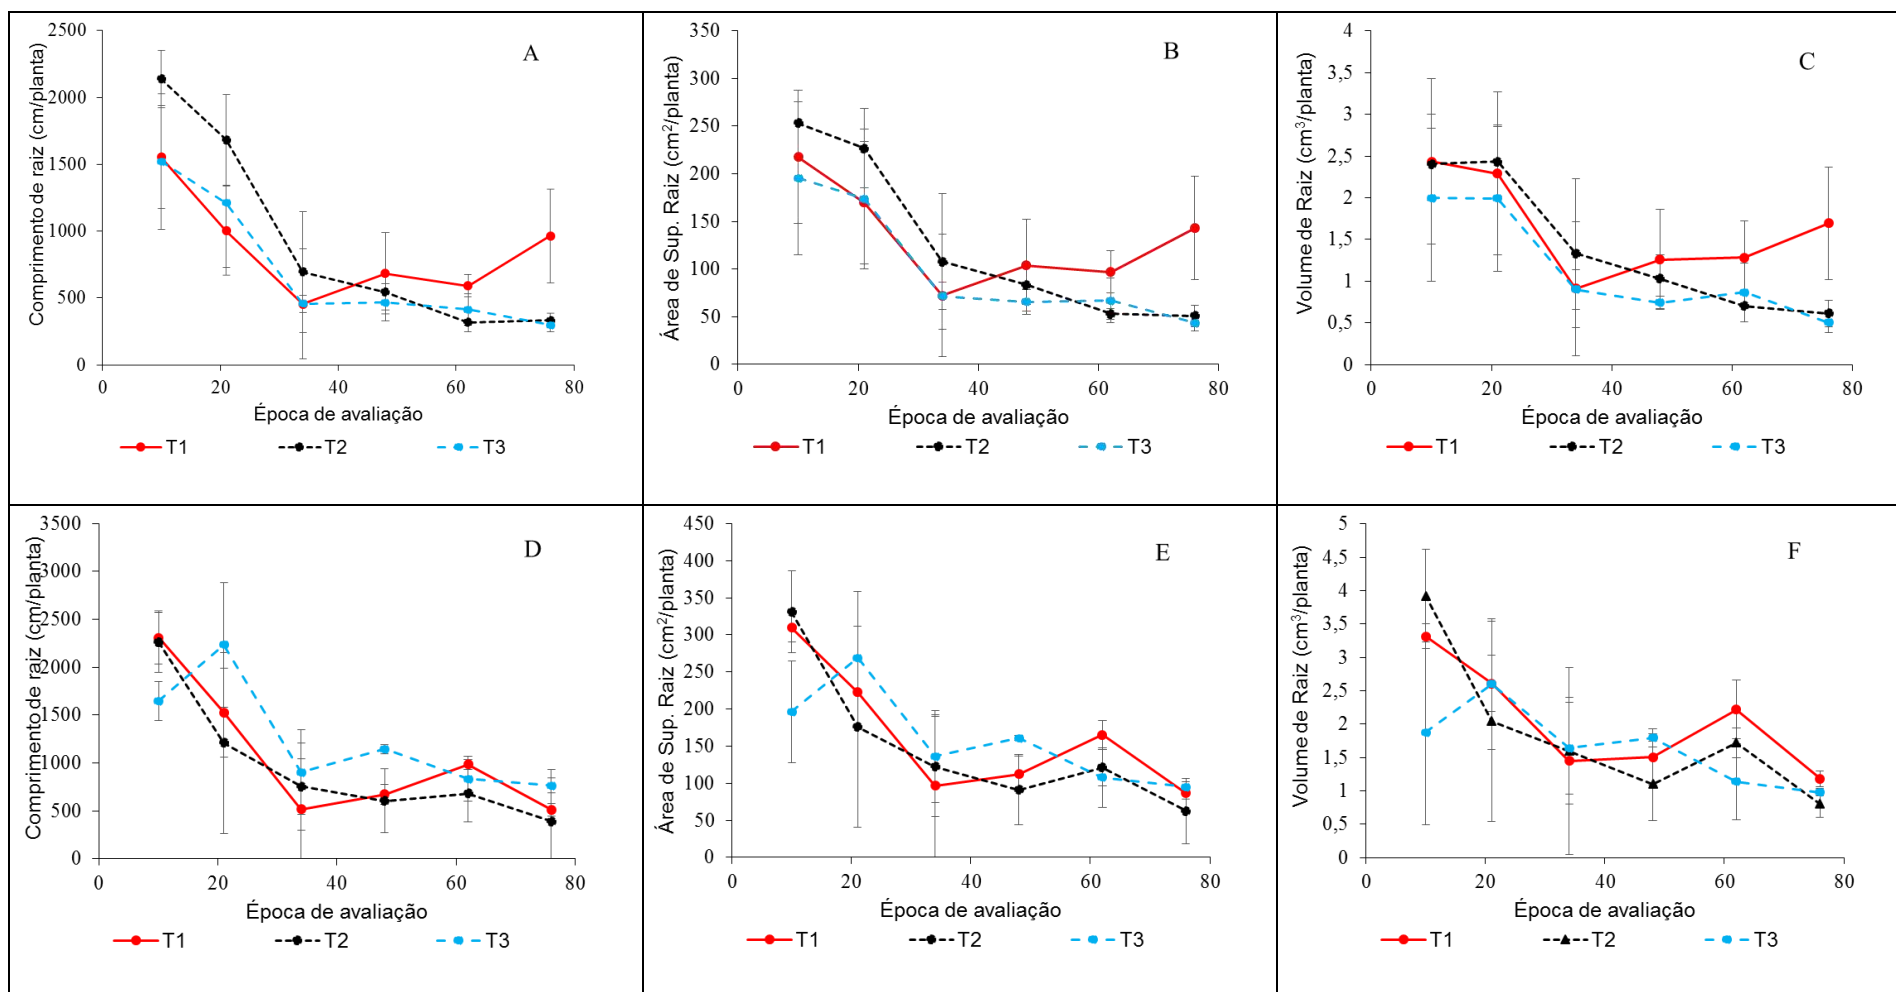 A
Comprimento de raiz (cm/planta)
2500
2000
1500
1000
500
0
0 20 40 60 80
Época de avaliação
T1 T2 T3
B
Área de Sup. Raiz (cm²/planta)
350
300
250
200
150
100
50
0
0 20 40 60 80
Época de avaliação
T1 T2 T3
C
Volume de Raiz (cm³/planta)
4
3,5
3
2,5
2
1,5
1
0,5
0
0 20 40 60 80
Época de avaliação
T1 T2 T3
D
Comprimento de raiz (cm/planta)
3500
3000
2500
2000
1500
1000
500
0
0 20 40 60 80
Época de avaliação
T1 T2 T3
E
Área de Sup. Raiz (cm²/planta)
450
400
350
300
250
200
150
100
50
0
0 20 40 60 80
Época de avaliação
T1 T2 T3
F
Volume de Raiz (cm³/planta)
5
4,5
4
3,5
3
2,5
2
1,5
1
0,5
0
0 20 40 60 80
Época de avaliação
T1 T2 T3